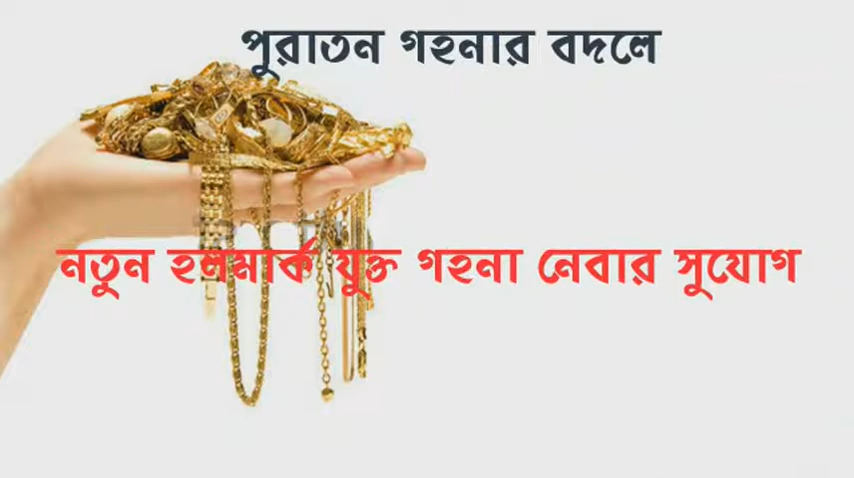 পুরাতন গহনার বদলে
নতুন হলমার্ক যুক্ত গহনা নেবার সুযোগ